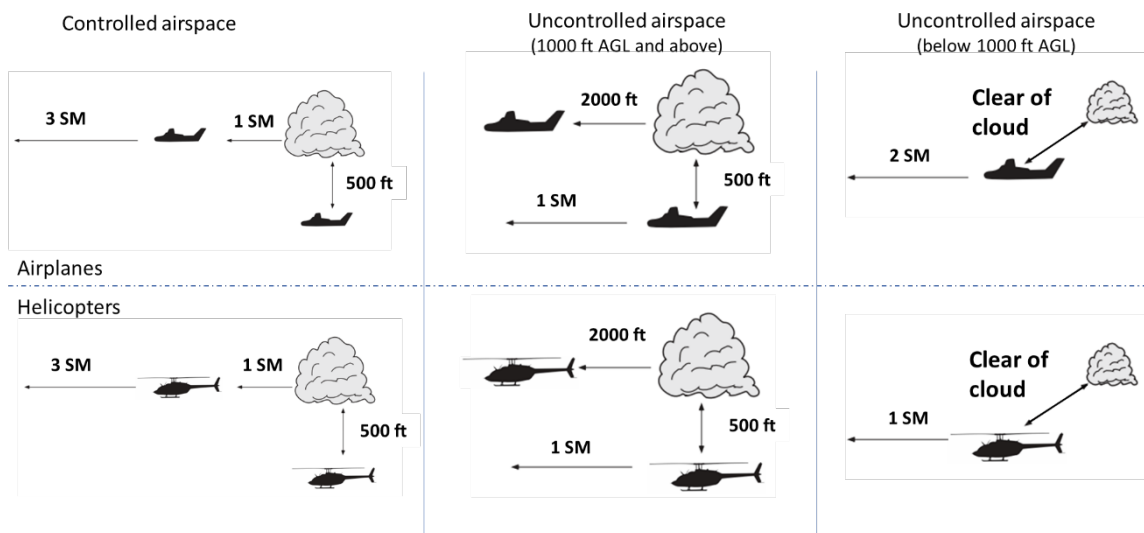 Controlled airspace
Uncontrolled airspace
(1000 ft AGL and above)
Uncontrolled airspace
(below 1000 ft AGL)
3 SM
1 SM
500 ft
2000 ft
500 ft
1 SM
Clear of
cloud
2 SM
Airplanes
Helicopters
3 SM
1 SM
500 ft
2000 ft
500 ft
1 SM
Clear of
cloud
1 SM